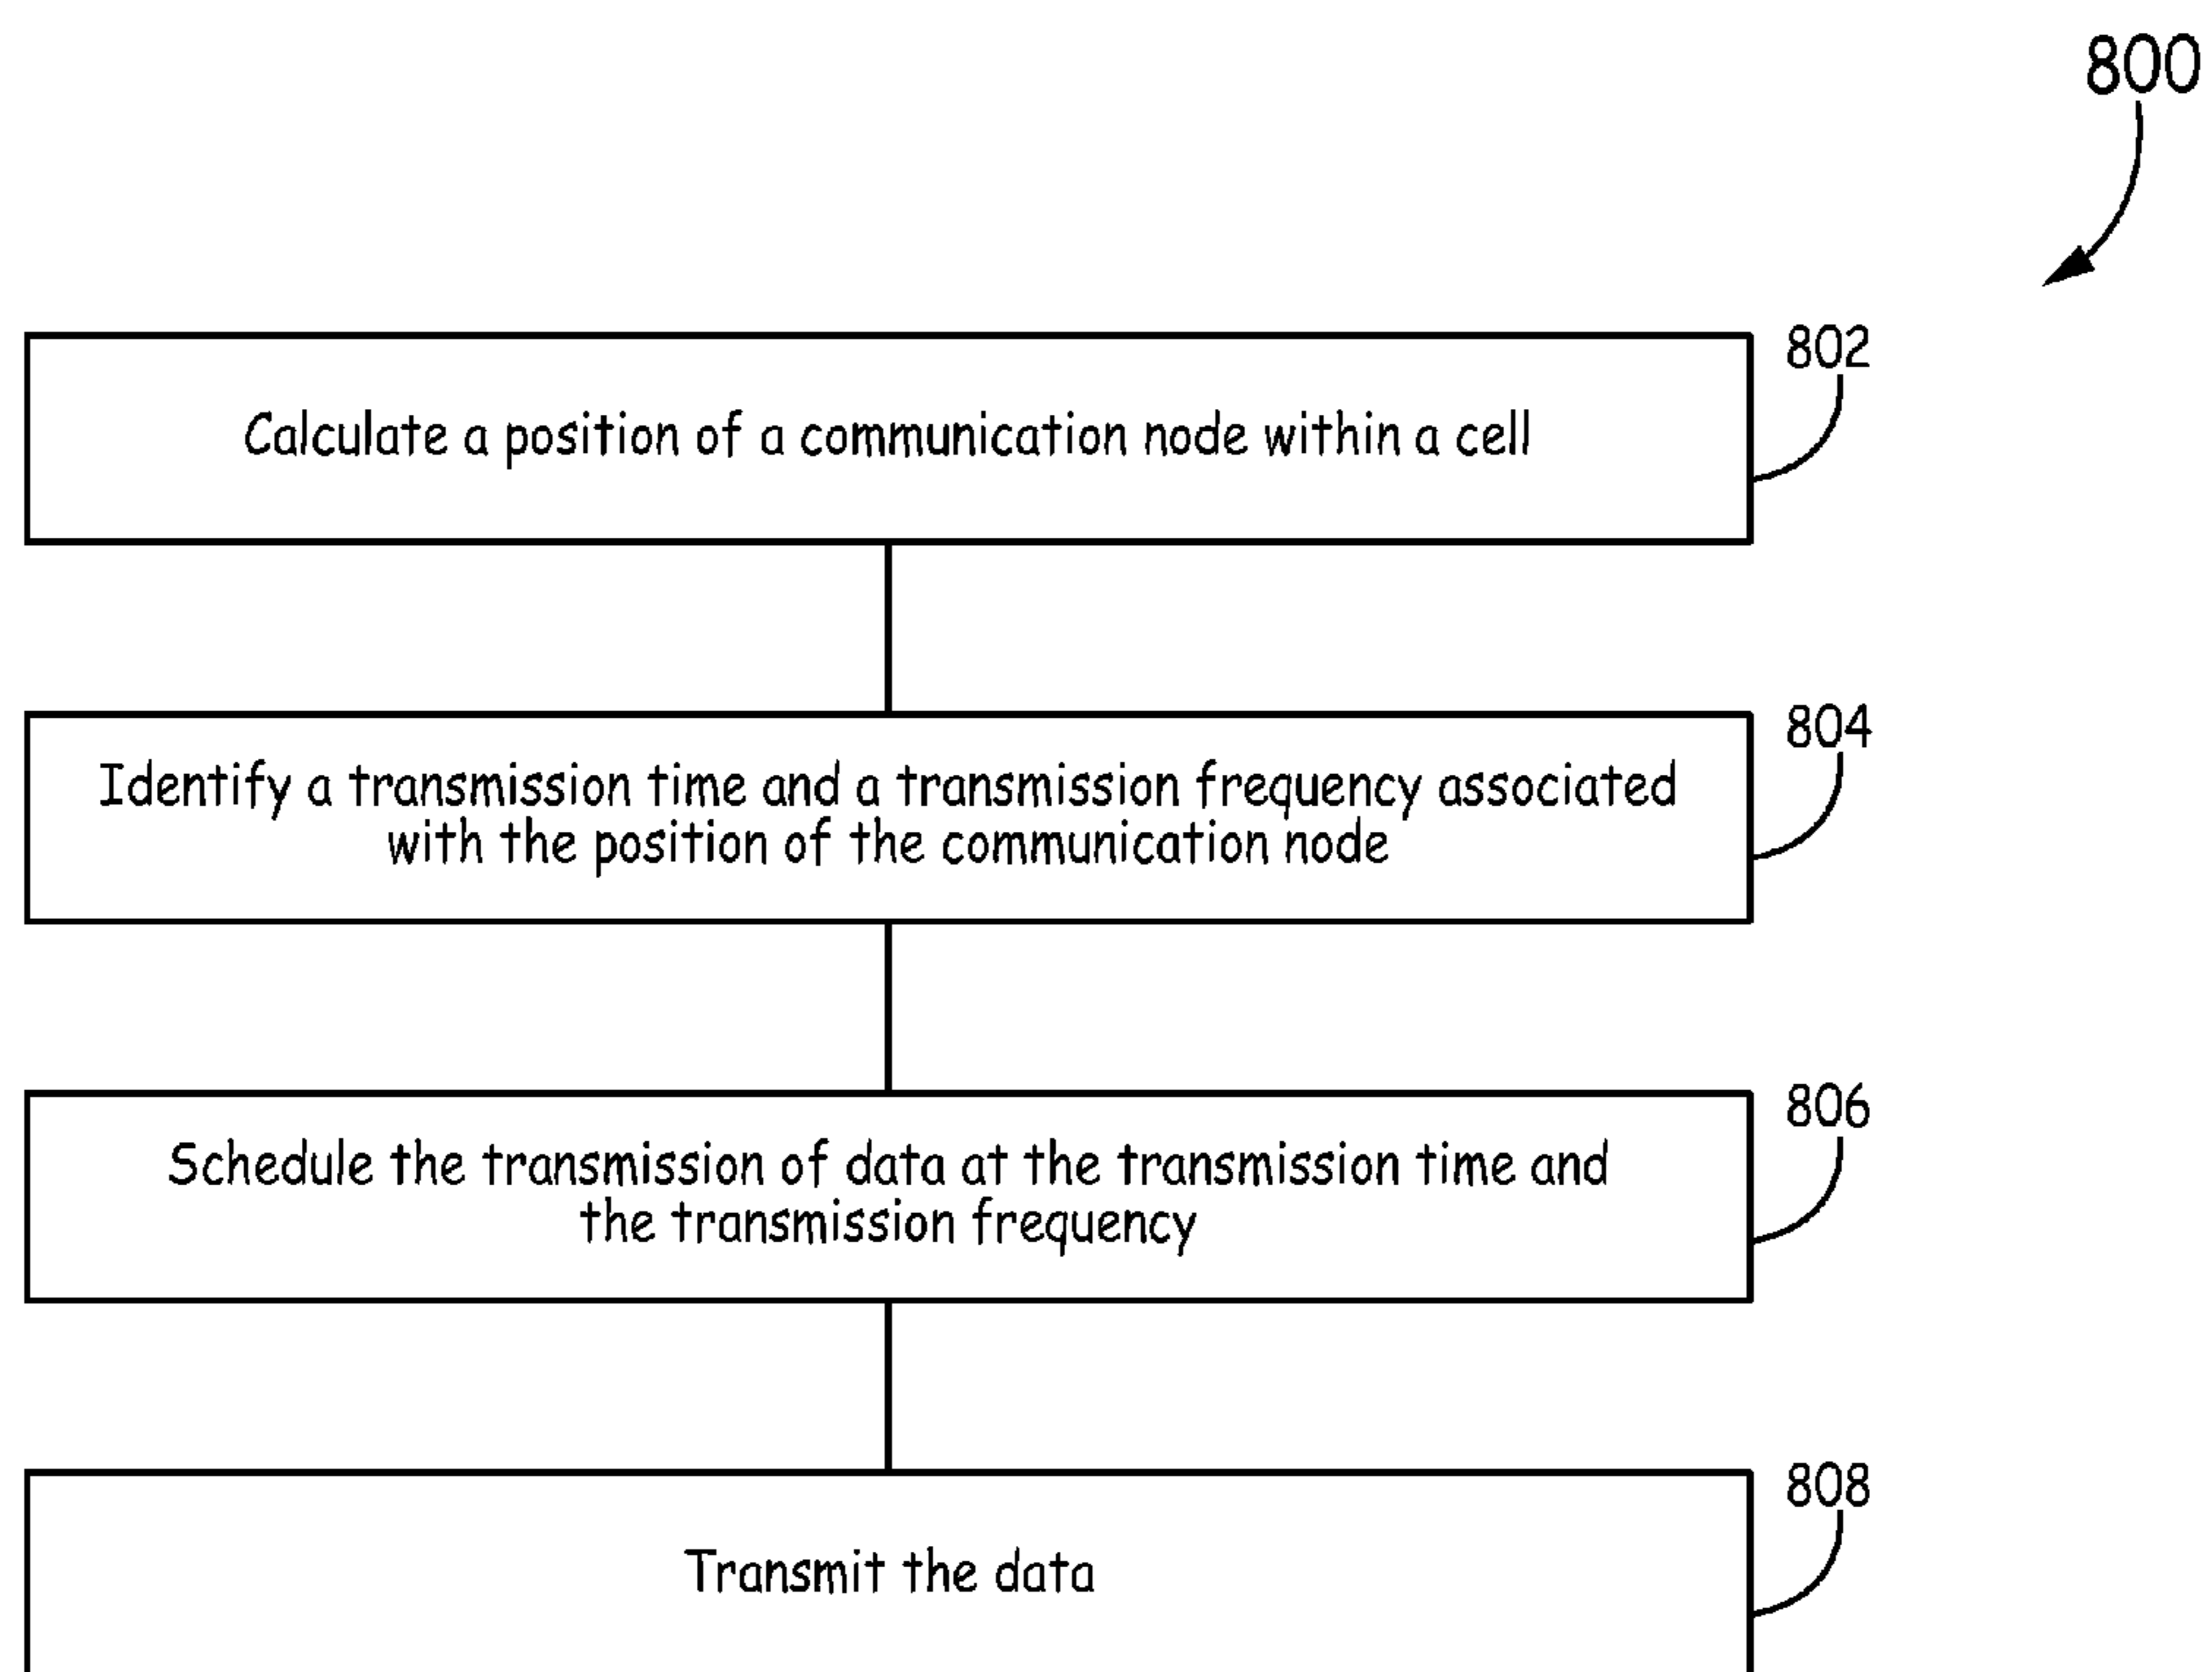 800
802
Calculate a position of a communication node within a cell
804
Identify a transmission time and a transmission frequency associated
with the position of the communication node
806
Schedule the transmission of data at the transmission time and
the transmission frequency
808
Transmit the data